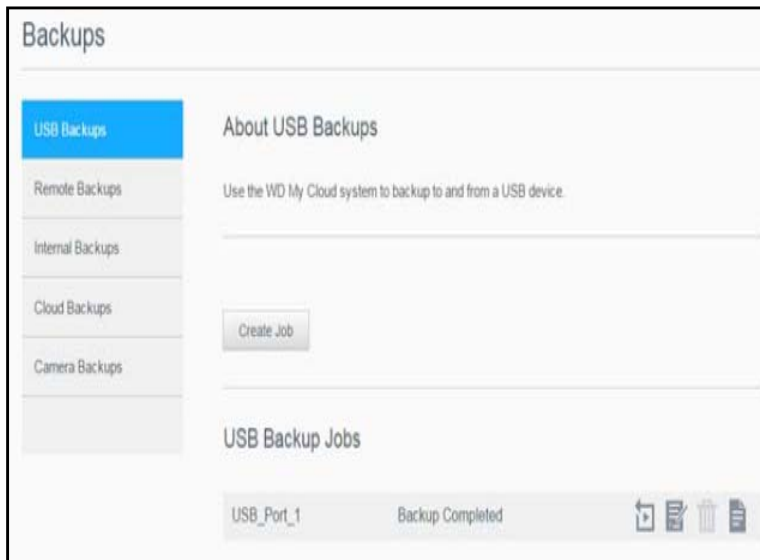 Backups
USB Backups
Remote Backups
Internal Backups
Cloud Backups
Camera Backups
About USB Backups
Use the WD My Cloud system to backup to and from a USB device.
Create Job
USB Backup Jobs
USB_Port_1 Backup Completed